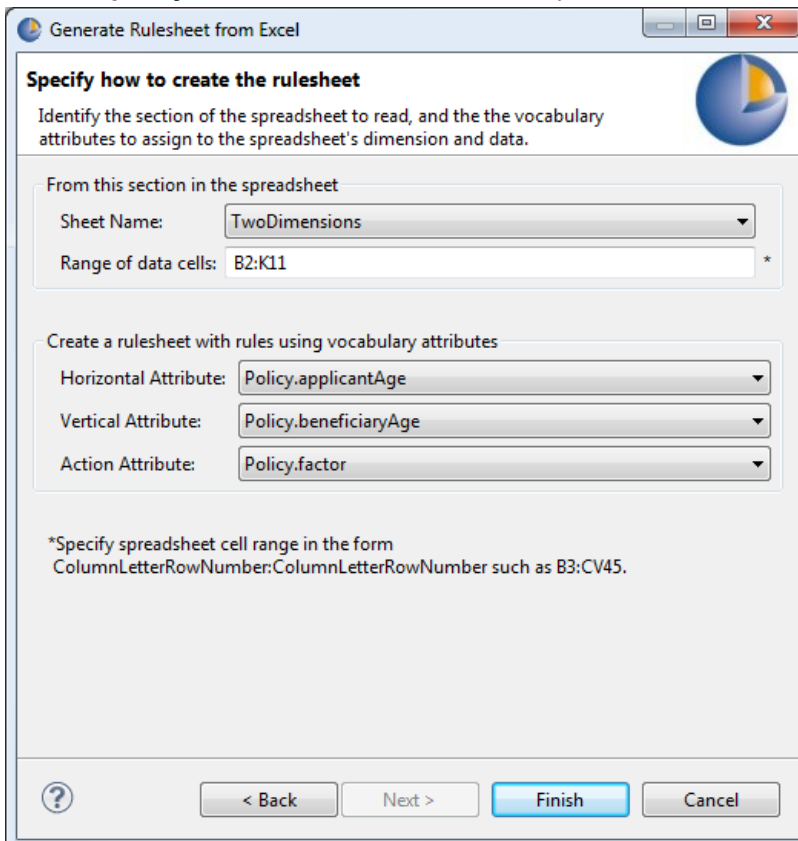 Generate Rulesheet from Excel
Specify how to create the rulesheet
Identify the section of the spreadsheet to read, and the the vocabulary
attributes to assign to the spreadsheet's dimension and data.
From this section in the spreadsheet
Sheet Name: TwoDimensions
Range of data cells: B2:K11 *
Create a rulesheet with rules using vocabulary attributes
Horizontal Attribute: Policy.applicantAge
Vertical Attribute: Policy.beneficiaryAge
Action Attribute: Policy.factor
*Specify spreadsheet cell range in the form
ColumnLetterRowNumber:ColumnLetterRowNumber such as B3:CV45.
? < Back Next > Finish Cancel